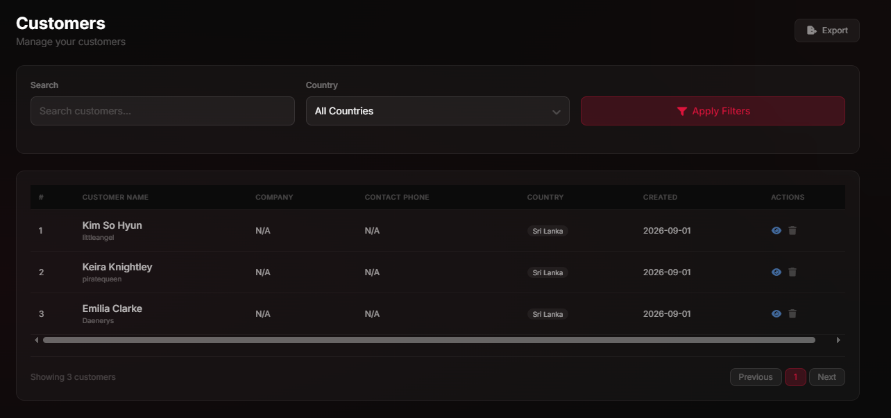 Customers
Manage your customers
Export
Search
Country
Search customers...
All Countries
Apply Filters
# CUSTOMER NAME COMPANY CONTACT PHONE COUNTRY CREATED ACTIONS
1 Kim So Hyun N/A N/A Sri Lanka 2026-09-01
littleangel
2 Keira Knightley N/A N/A Sri Lanka 2026-09-01
piratequeen
3 Emilia Clarke N/A N/A Sri Lanka 2026-09-01
Daenerys
Showing 3 customers
Previous 1 Next